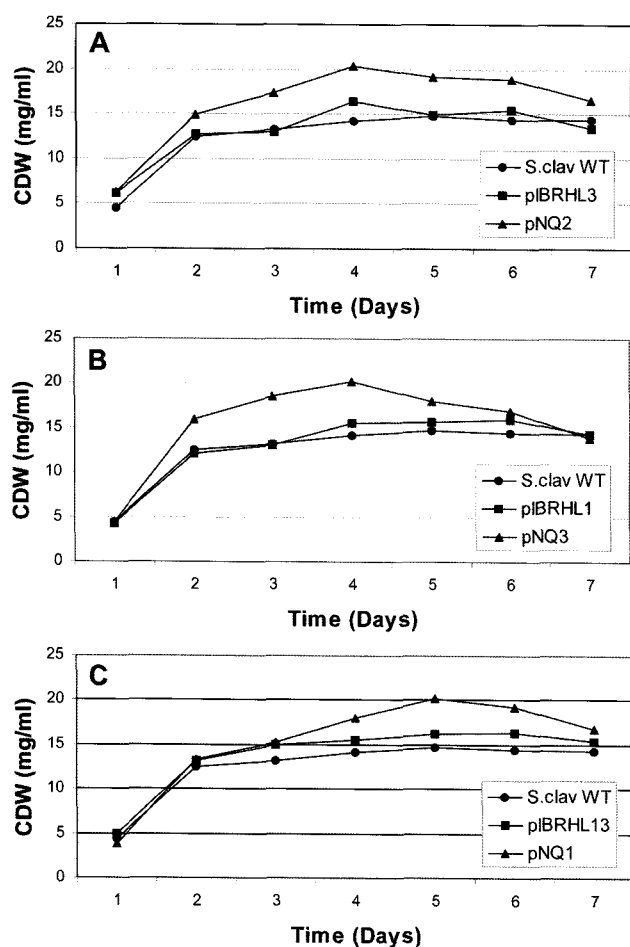 A
CDW (mg/ml)
25
20
15
10
5
0
S.clav WT
pIBRHL3
pNQ2
1 2 3 4 5 6 7
Time (Days)
B
CDW (mg/ml)
25
20
15
10
5
0
S.clav WT
pIBRHL1
pNQ3
1 2 3 4 5 6 7
Time (Days)
C
CDW (mg/ml)
25
20
15
10
5
0
S.clav WT
pIBRHL13
pNQ1
1 2 3 4 5 6 7
Time (Days)